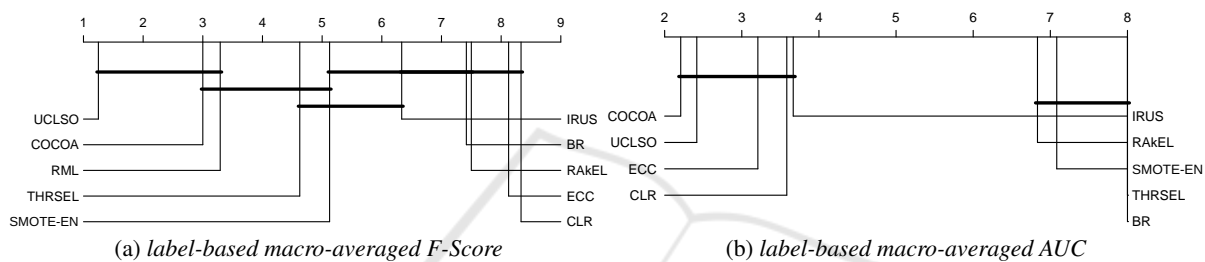 1 2 3 4 5 6 7 8 9
UCLSO
COCOA
RML
THRSEL
SMOTE-EN
IRUS
BR
RAkEL
ECC
CLR
(a) label-based macro-averaged F-Score
2 3 4 5 6 7 8
COCOA
UCLSO
ECC
CLR
IRUS
RAkEL
SMOTE-EN
THRSEL
BR
(b) label-based macro-averaged AUC